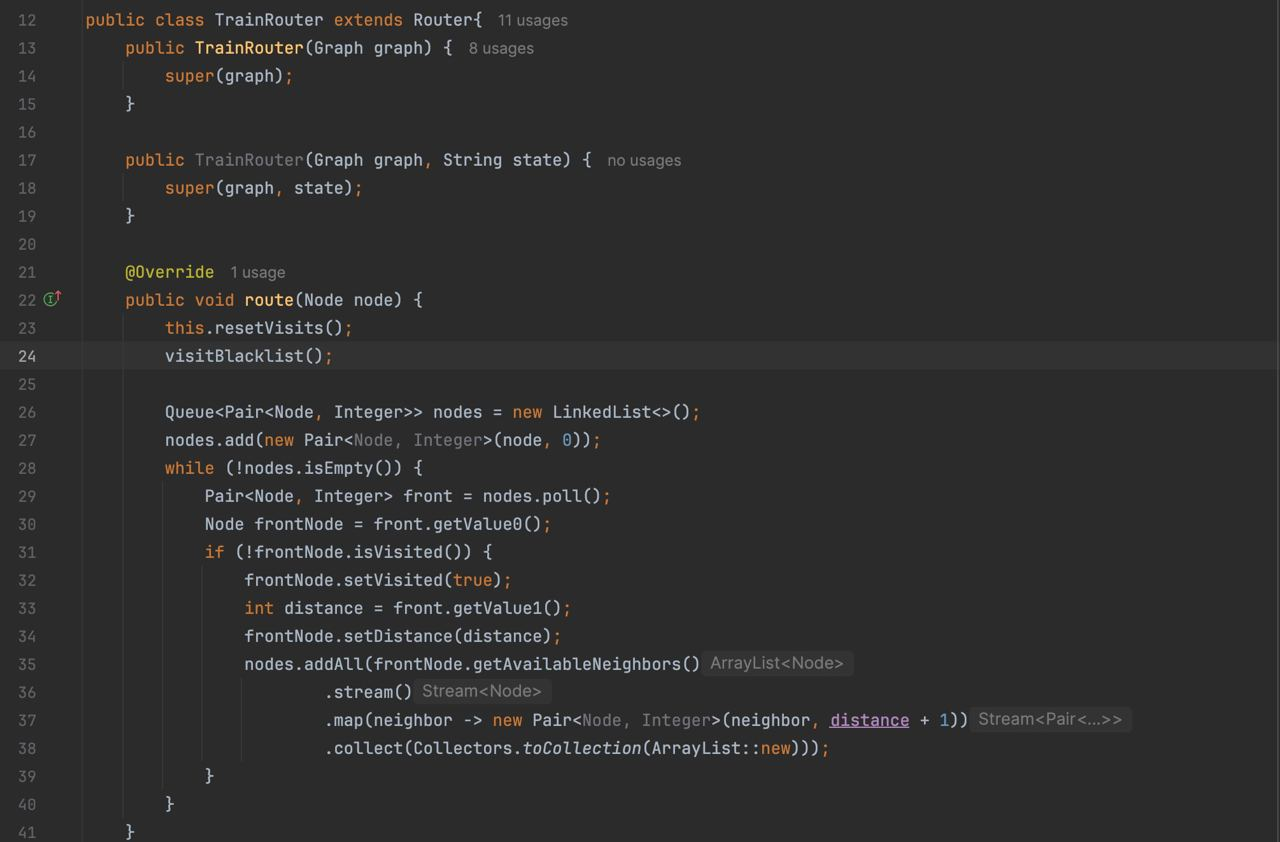 12 public class TrainRouter extends Router{ 11 usages
13 public TrainRouter(Graph graph) { 8 usages
14 super(graph);
15 }
16
17 public TrainRouter(Graph graph, String state) { no usages
18 super(graph, state);
19 }
20
21 @Override 1 usage
22 public void route(Node node) {
23 this.resetVisits();
24 visitBlacklist();
25
26 Queue<Pair<Node, Integer>> nodes = new LinkedList<>();
27 nodes.add(new Pair<Node, Integer>(node, 0));
28 while (!nodes.isEmpty()) {
29 Pair<Node, Integer> front = nodes.poll();
30 Node frontNode = front.getValue0();
31 if (!frontNode.isVisited()) {
32 frontNode.setVisited(true);
33 int distance = front.getValue1();
34 frontNode.setDistance(distance);
35 nodes.addAll(frontNode.getAvailableNeighbors() ArrayList<Node>
36 .stream() Stream<Node>
37 .map(neighbor -> new Pair<Node, Integer>(neighbor, distance + 1)) Stream<Pair<...>>
38 .collect(Collectors.toCollection(ArrayList::new)));
39 }
40 }
41 }